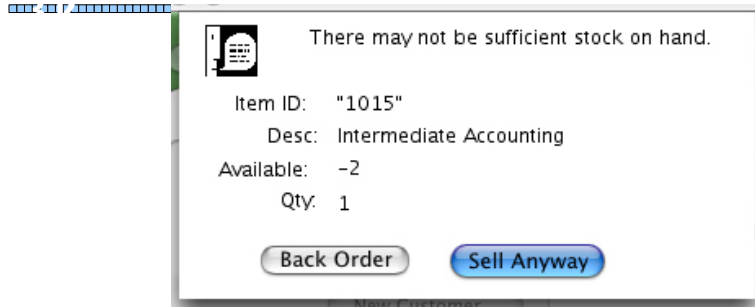 There may not be sufficient stock on hand.
Item ID: "1015"
Desc: Intermediate Accounting
Available: -2
Qty: 1
Back Order Sell Anyway
New Customer